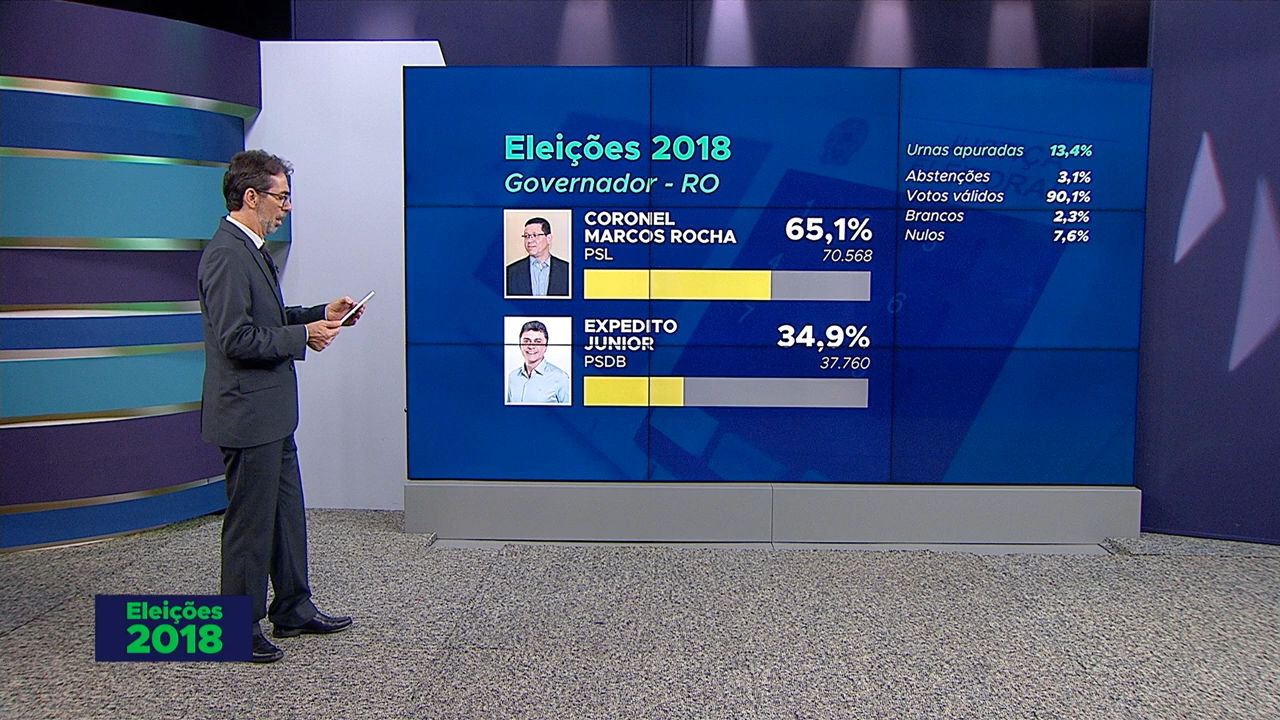 Eleições 2018
Governador - RO
CORONEL
MARCOS ROCHA
PSL
65,1%
70.568
EXPEDITO
JUNIOR
PSDB
34,9%
37.760
Urnas apuradas 13,4%
Abstenções 3,1%
Votos válidos 90,1%
Brancos 2,3%
Nulos 7,6%
Eleições
2018